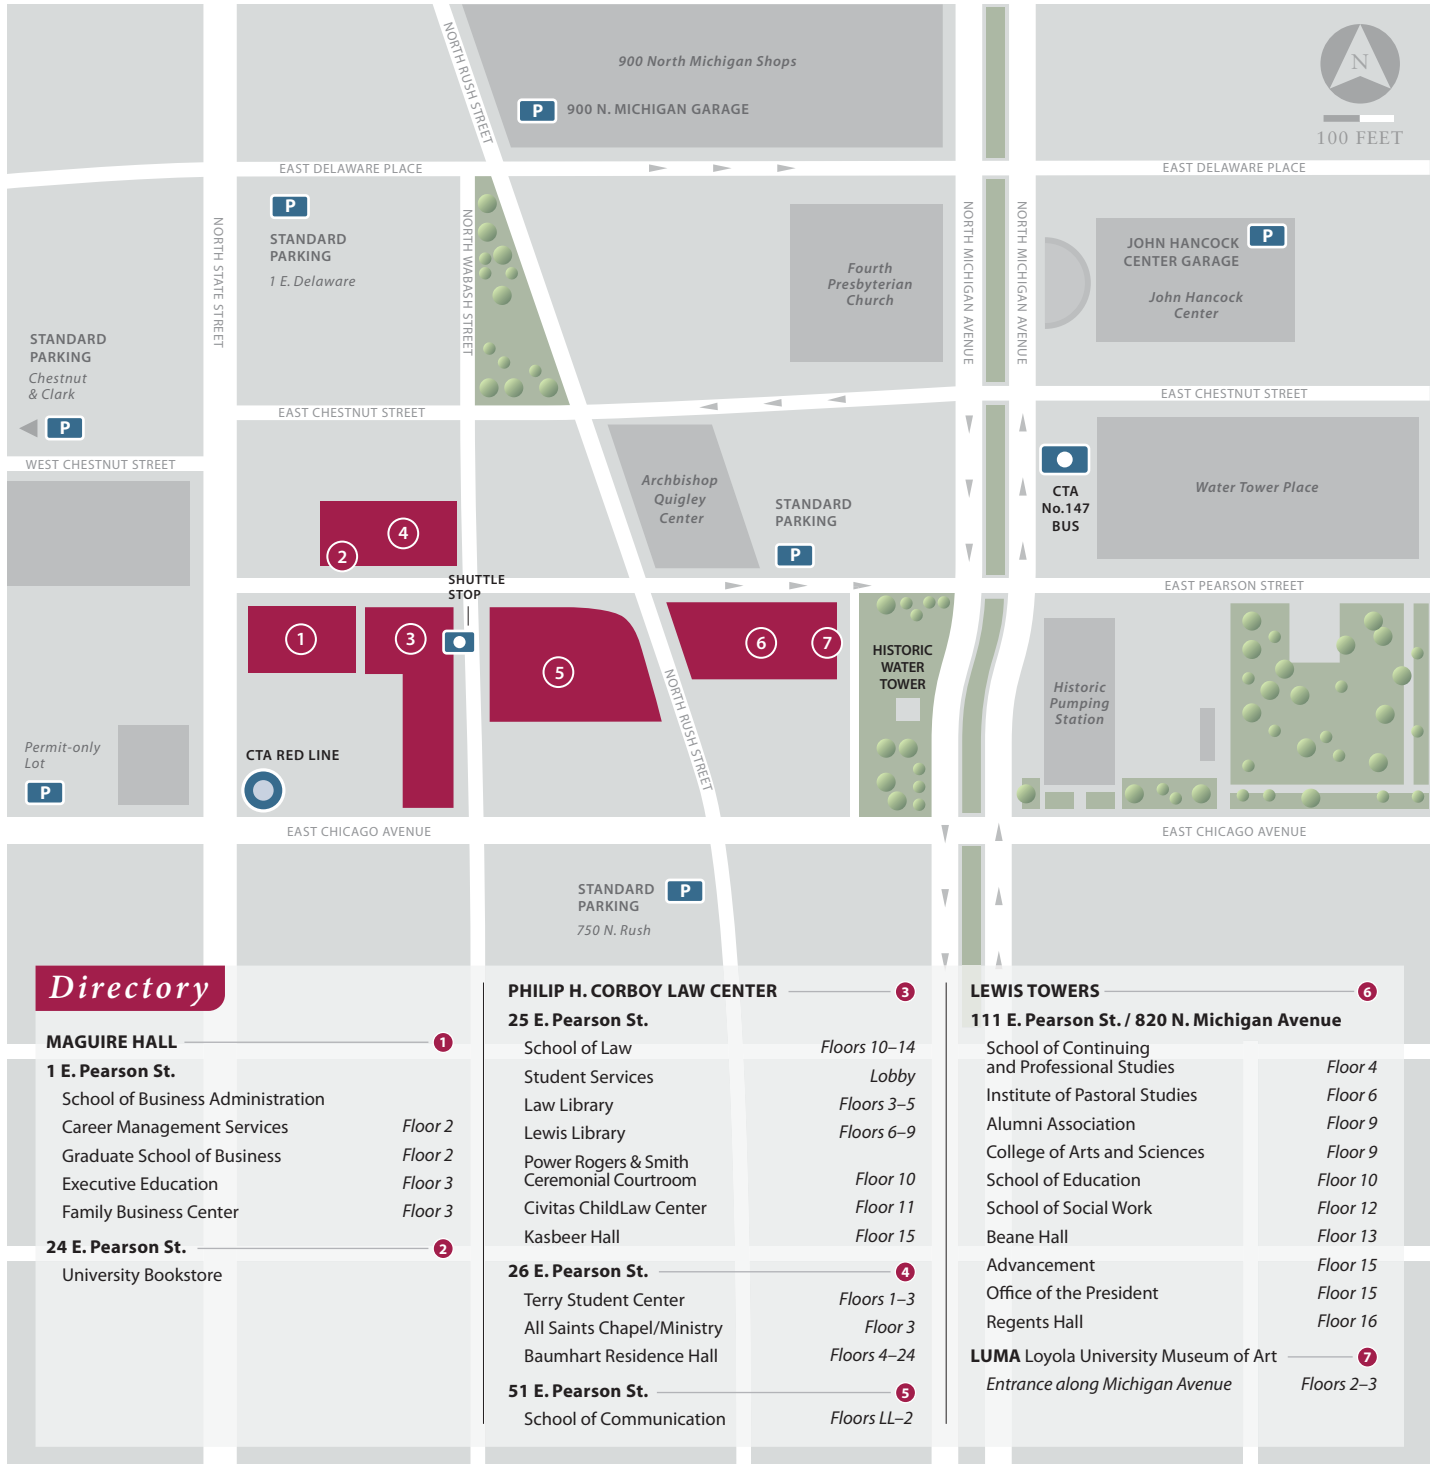 NORTH RUSH STREET
900 North Michigan Shops
P
900 N. MICHIGAN GARAGE
N
100 FEET
EAST DELAWARE PLACE
EAST DELAWARE PLACE
P
STANDARD
PARKING
1 E. Delaware
NORTH STATE STREET
NORTH WABASH STREET
Fourth
Presbyterian
Church
NORTH MICHIGAN AVENUE
NORTH MICHIGAN AVENUE
JOHN HANCOCK
CENTER GARAGE
P
John Hancock
Center
STANDARD
PARKING
Chestnut
& Clark
P
EAST CHESTNUT STREET
EAST CHESTNUT STREET
WEST CHESTNUT STREET
Archbishop
Quigley
Center
STANDARD
PARKING
P
CTA
No.147
BUS
Water Tower Place
4
2
SHUTTLE
STOP
EAST PEARSON STREET
1
3
5
6
7
HISTORIC
WATER
TOWER
NORTH RUSH STREET
Historic
Pumping
Station
Permit-only
Lot
P
CTA RED LINE
EAST CHICAGO AVENUE
EAST CHICAGO AVENUE
STANDARD
PARKING
P
750 N. Rush
Directory
MAGUIRE HALL 1
1 E. Pearson St.
School of Business Administration
Career Management Services Floor 2
Graduate School of Business Floor 2
Executive Education Floor 3
Family Business Center Floor 3
24 E. Pearson St. 2
University Bookstore
PHILIP H. CORBOY LAW CENTER 3
25 E. Pearson St.
School of Law Floors 10–14
Student Services Lobby
Law Library Floors 3–5
Lewis Library Floors 6–9
Power Rogers & Smith
Ceremonial Courtroom Floor 10
Civitas ChildLaw Center Floor 11
Kasbeer Hall Floor 15
26 E. Pearson St. 4
Terry Student Center Floors 1–3
All Saints Chapel/Ministry Floor 3
Baumhart Residence Hall Floors 4–24
51 E. Pearson St. 5
School of Communication Floors LL–2
LEWIS TOWERS 6
111 E. Pearson St. / 820 N. Michigan Avenue
School of Continuing
and Professional Studies Floor 4
Institute of Pastoral Studies Floor 6
Alumni Association Floor 9
College of Arts and Sciences Floor 9
School of Education Floor 10
School of Social Work Floor 12
Beane Hall Floor 13
Advancement Floor 15
Office of the President Floor 15
Regents Hall Floor 16
LUMA Loyola University Museum of Art 7
Entrance along Michigan Avenue Floors 2–3